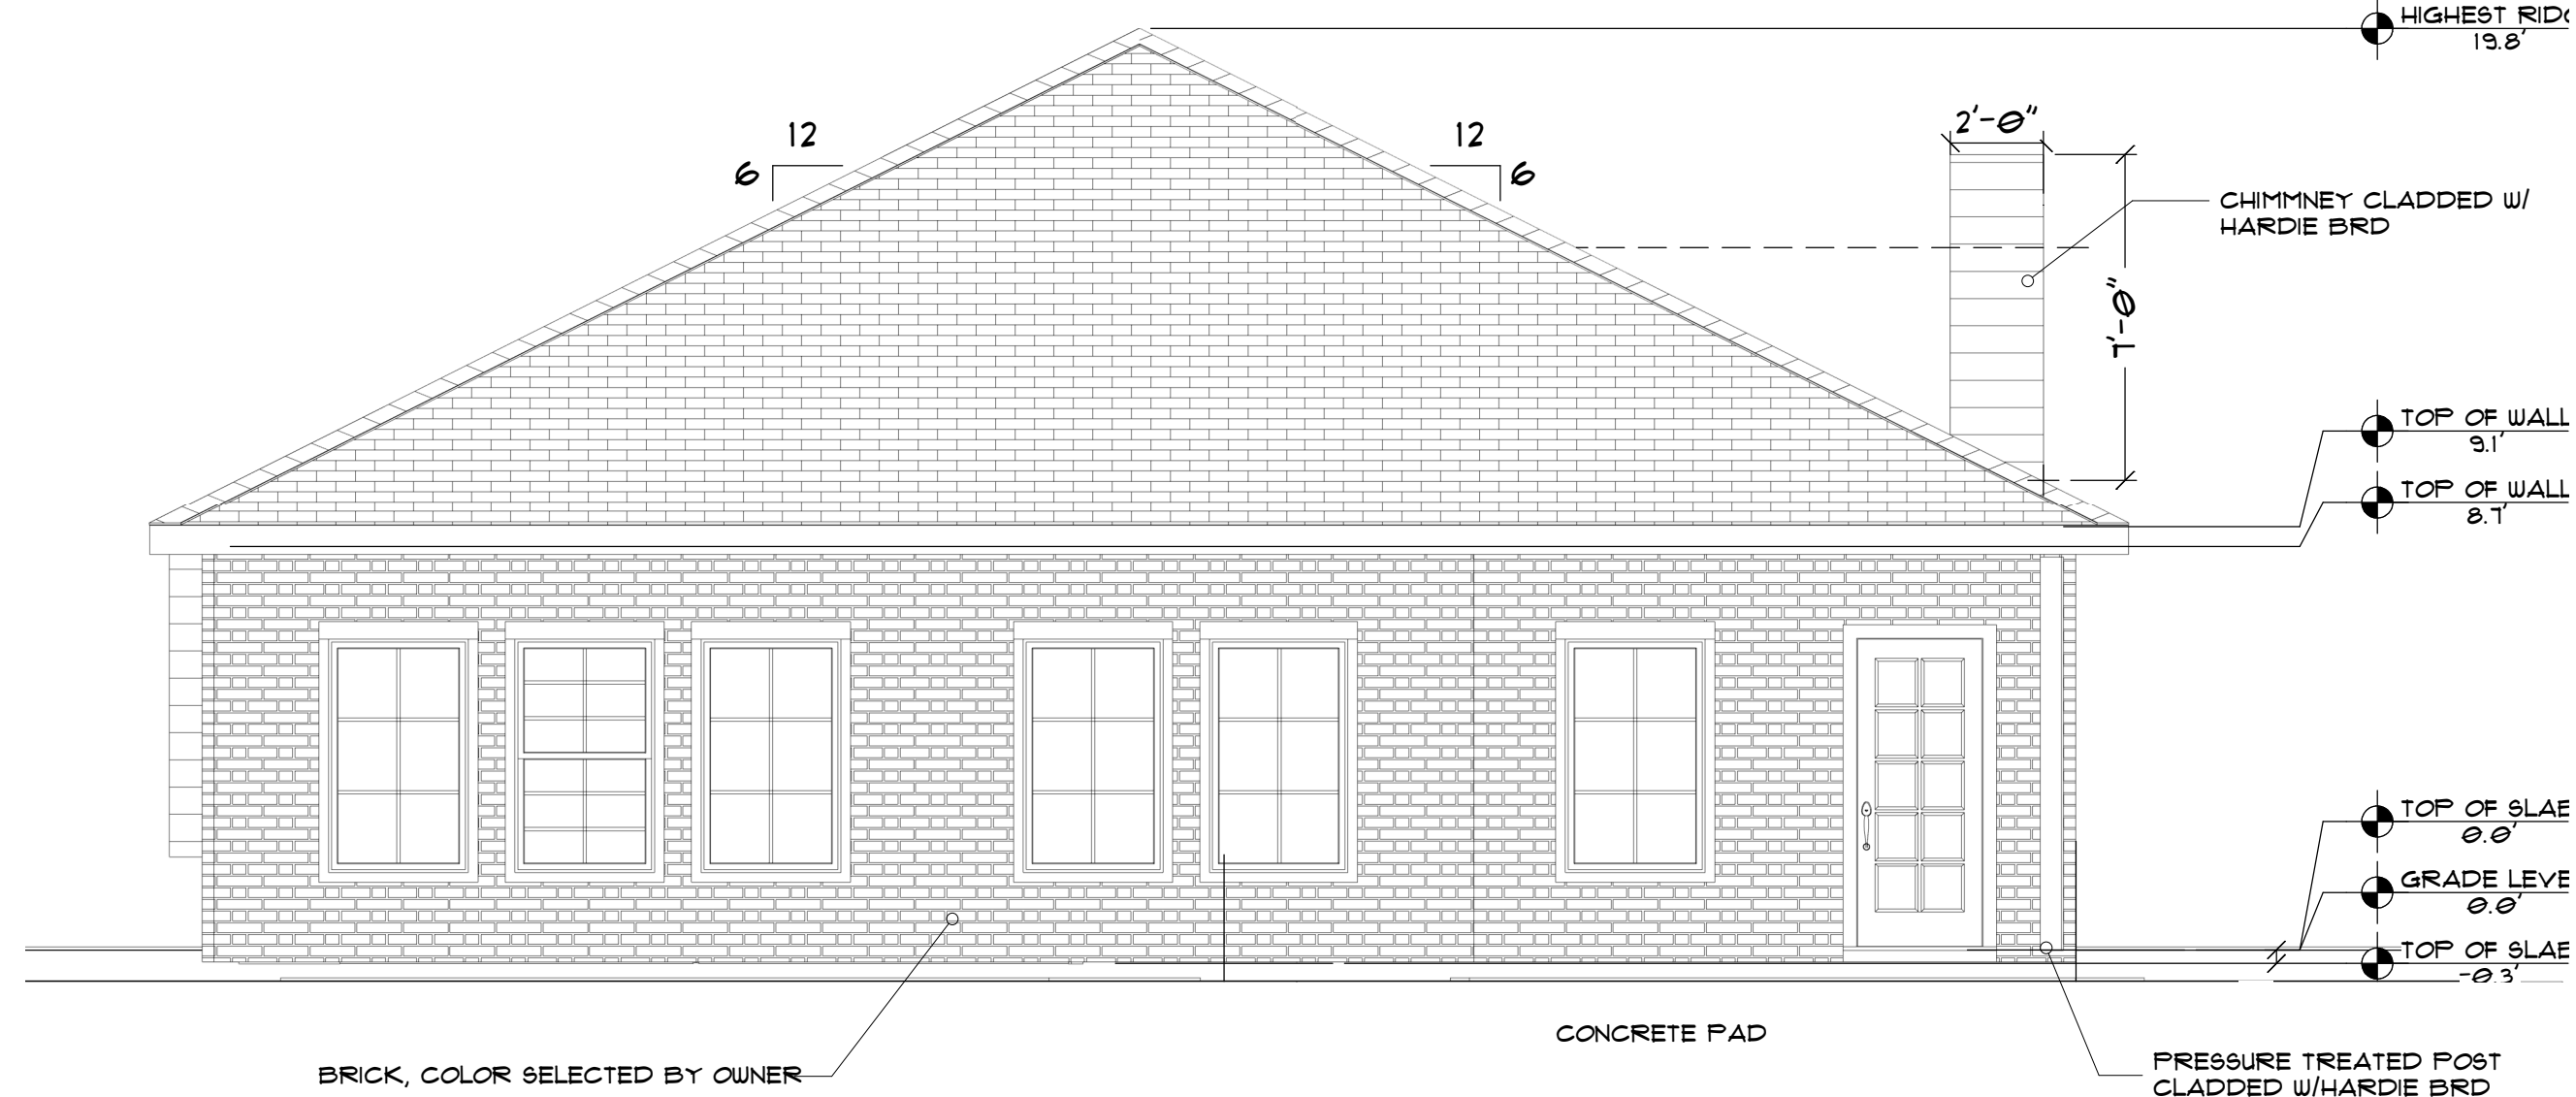 HIGHEST RIDG
19.8'
12
6
12
6
2'-0"
CHIMMNEY CLADDED W/
HARDIE BRD
7'-0"
TOP OF WALL
9.1'
TOP OF WALL
8.7'
TOP OF SLAB
0.0'
GRADE LEVE
0.0'
TOP OF SLAB
-0.3'
CONCRETE PAD
BRICK, COLOR SELECTED BY OWNER
PRESSURE TREATED POST
CLADDED W/HARDIE BRD